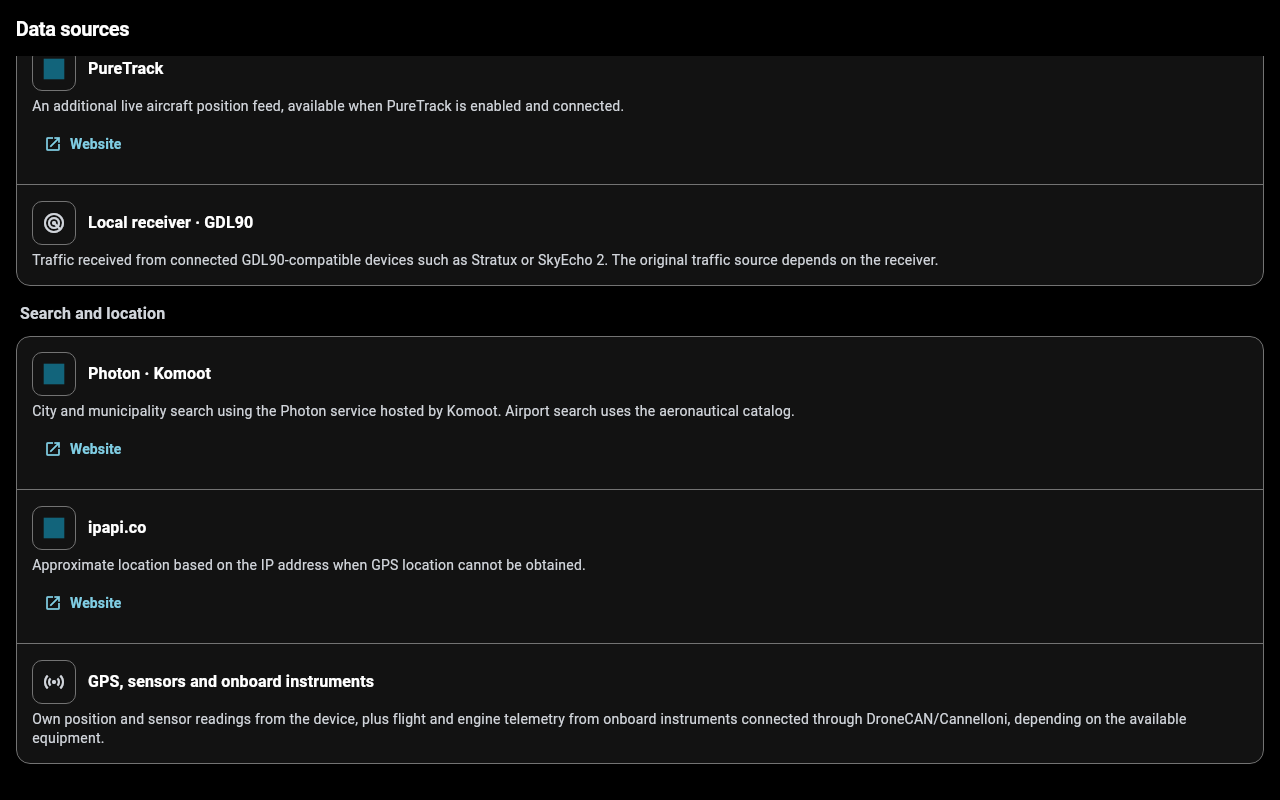 Data sources
PureTrack
An additional live aircraft position feed, available when PureTrack is enabled and connected.
Website
Local receiver · GDL90
Traffic received from connected GDL90-compatible devices such as Stratux or SkyEcho 2. The original traffic source depends on the receiver.
Search and location
Photon · Komoot
City and municipality search using the Photon service hosted by Komoot. Airport search uses the aeronautical catalog.
Website
ipapi.co
Approximate location based on the IP address when GPS location cannot be obtained.
Website
GPS, sensors and onboard instruments
Own position and sensor readings from the device, plus flight and engine telemetry from onboard instruments connected through DroneCAN/Cannelloni, depending on the available
equipment.